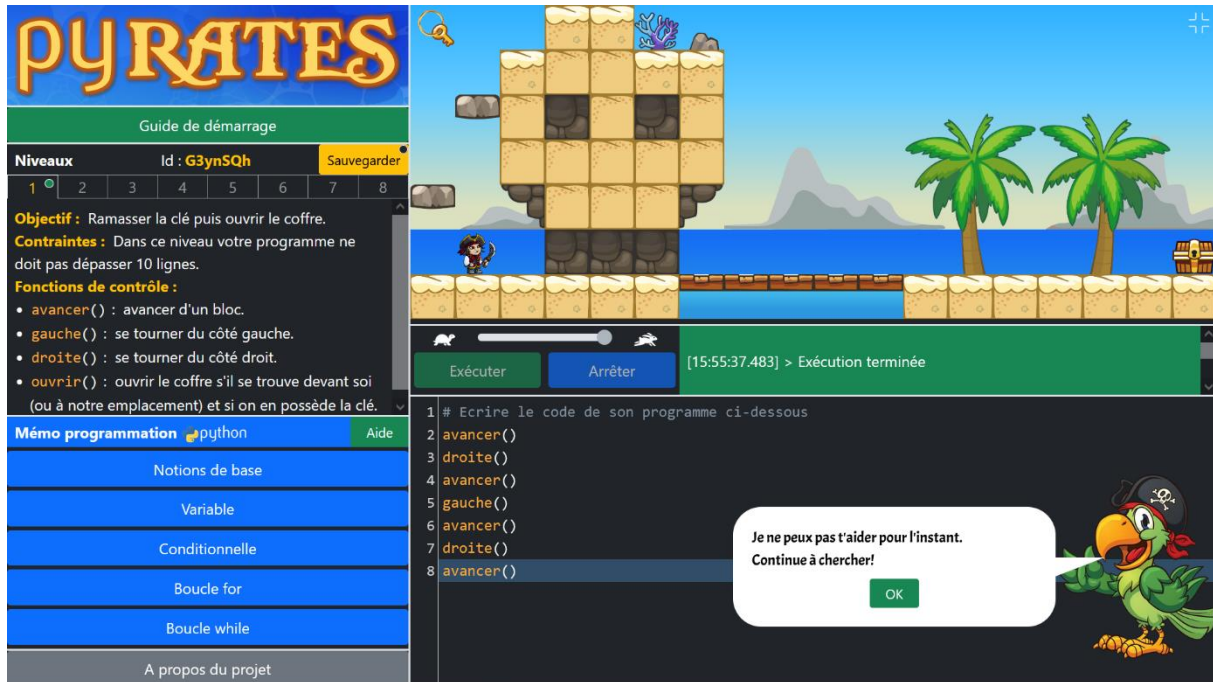 pyRATES
Guide de démarrage
Niveaux Id : G3ynSQh Sauvegarder
1 2 3 4 5 6 7 8
Objectif : Ramasser la clé puis ouvrir le coffre.
Contraintes : Dans ce niveau votre programme ne
doit pas dépasser 10 lignes.
Fonctions de contrôle :
• avancer() : avancer d'un bloc.
• gauche() : se tourner du côté gauche.
• droite() : se tourner du côté droit.
• ouvrir() : ouvrir le coffre s'il se trouve devant soi
(ou à notre emplacement) et si on en possède la clé.
Mémo programmation python Aide
Notions de base
Variable
Conditionnelle
Boucle for
Boucle while
A propos du projet
Exécuter Arrêter
[15:55:37.483] > Exécution terminée
1 # Ecrire le code de son programme ci-dessous
2 avancer()
3 droite()
4 avancer()
5 gauche()
6 avancer()
7 droite()
8 avancer()
Je ne peux pas t'aider pour l'instant.
Continue à chercher!
OK